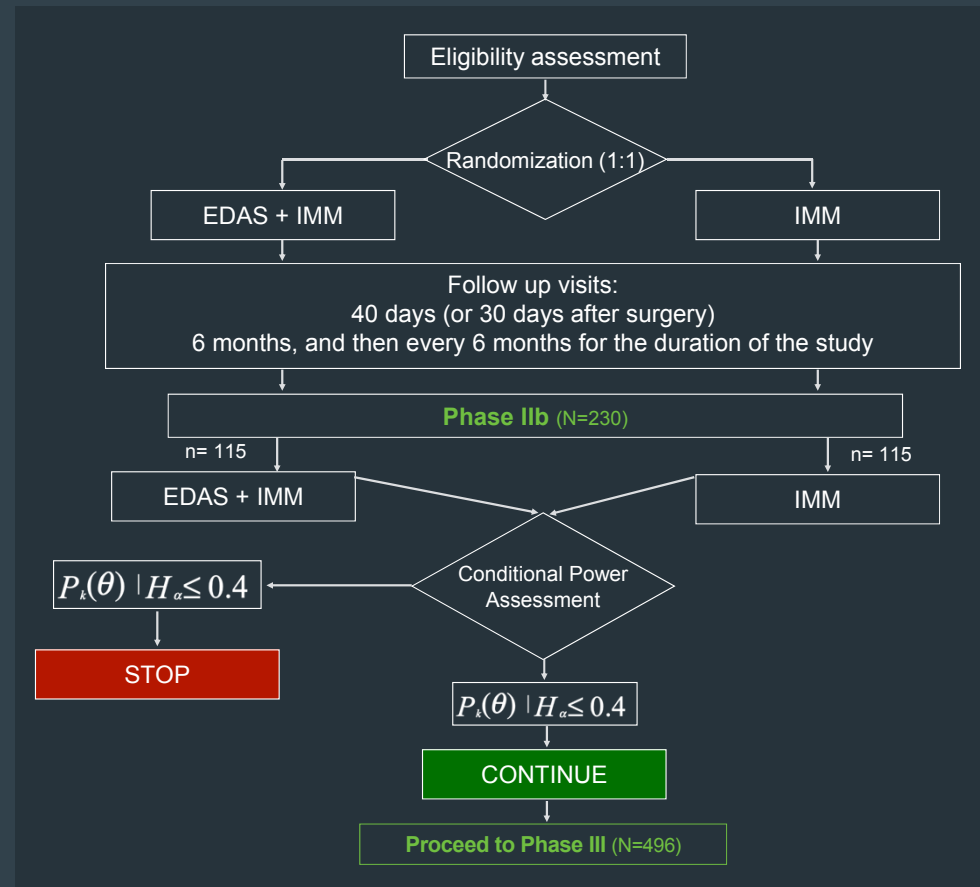 Eligibility assessment
Randomization (1:1)
EDAS + IMM
IMM
Follow up visits:
40 days (or 30 days after surgery)
6 months, and then every 6 months for the duration of the study
Phase IIb (N=230)
n= 115
n= 115
EDAS + IMM
IMM
Conditional Power
Assessment
Pₖ(θ) | Hα ≤ 0.4
STOP
Pₖ(θ) | Hα ≤ 0.4
CONTINUE
Proceed to Phase III (N=496)